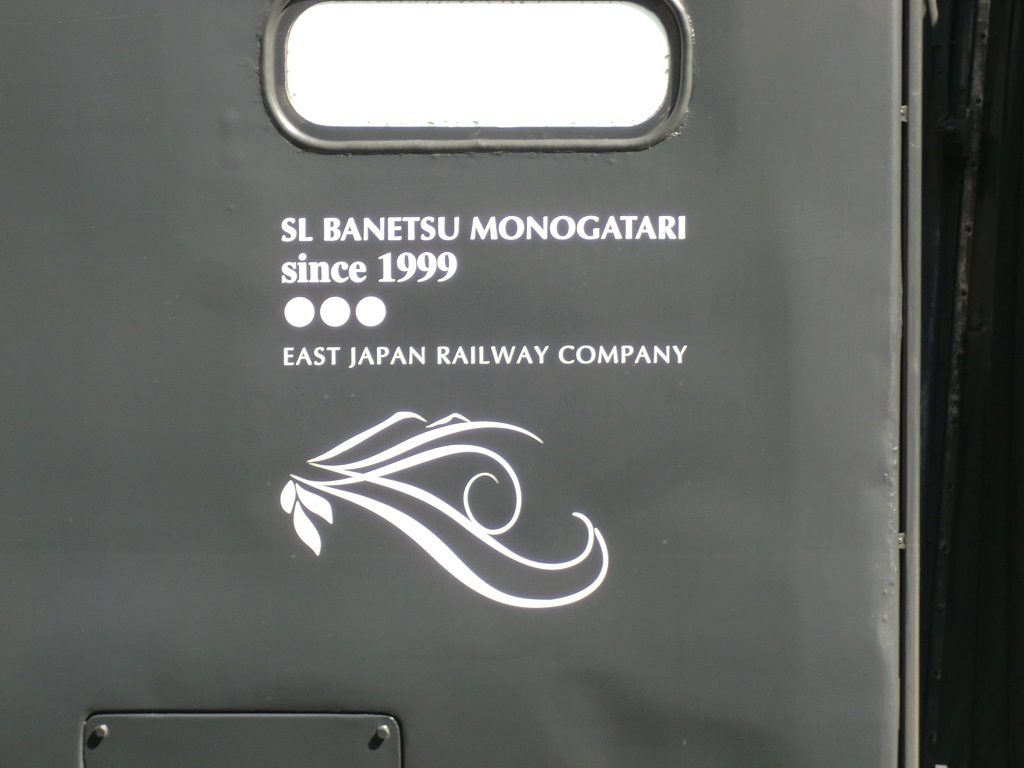 SL BANETSU MONOGATARI
since 1999
EAST JAPAN RAILWAY COMPANY